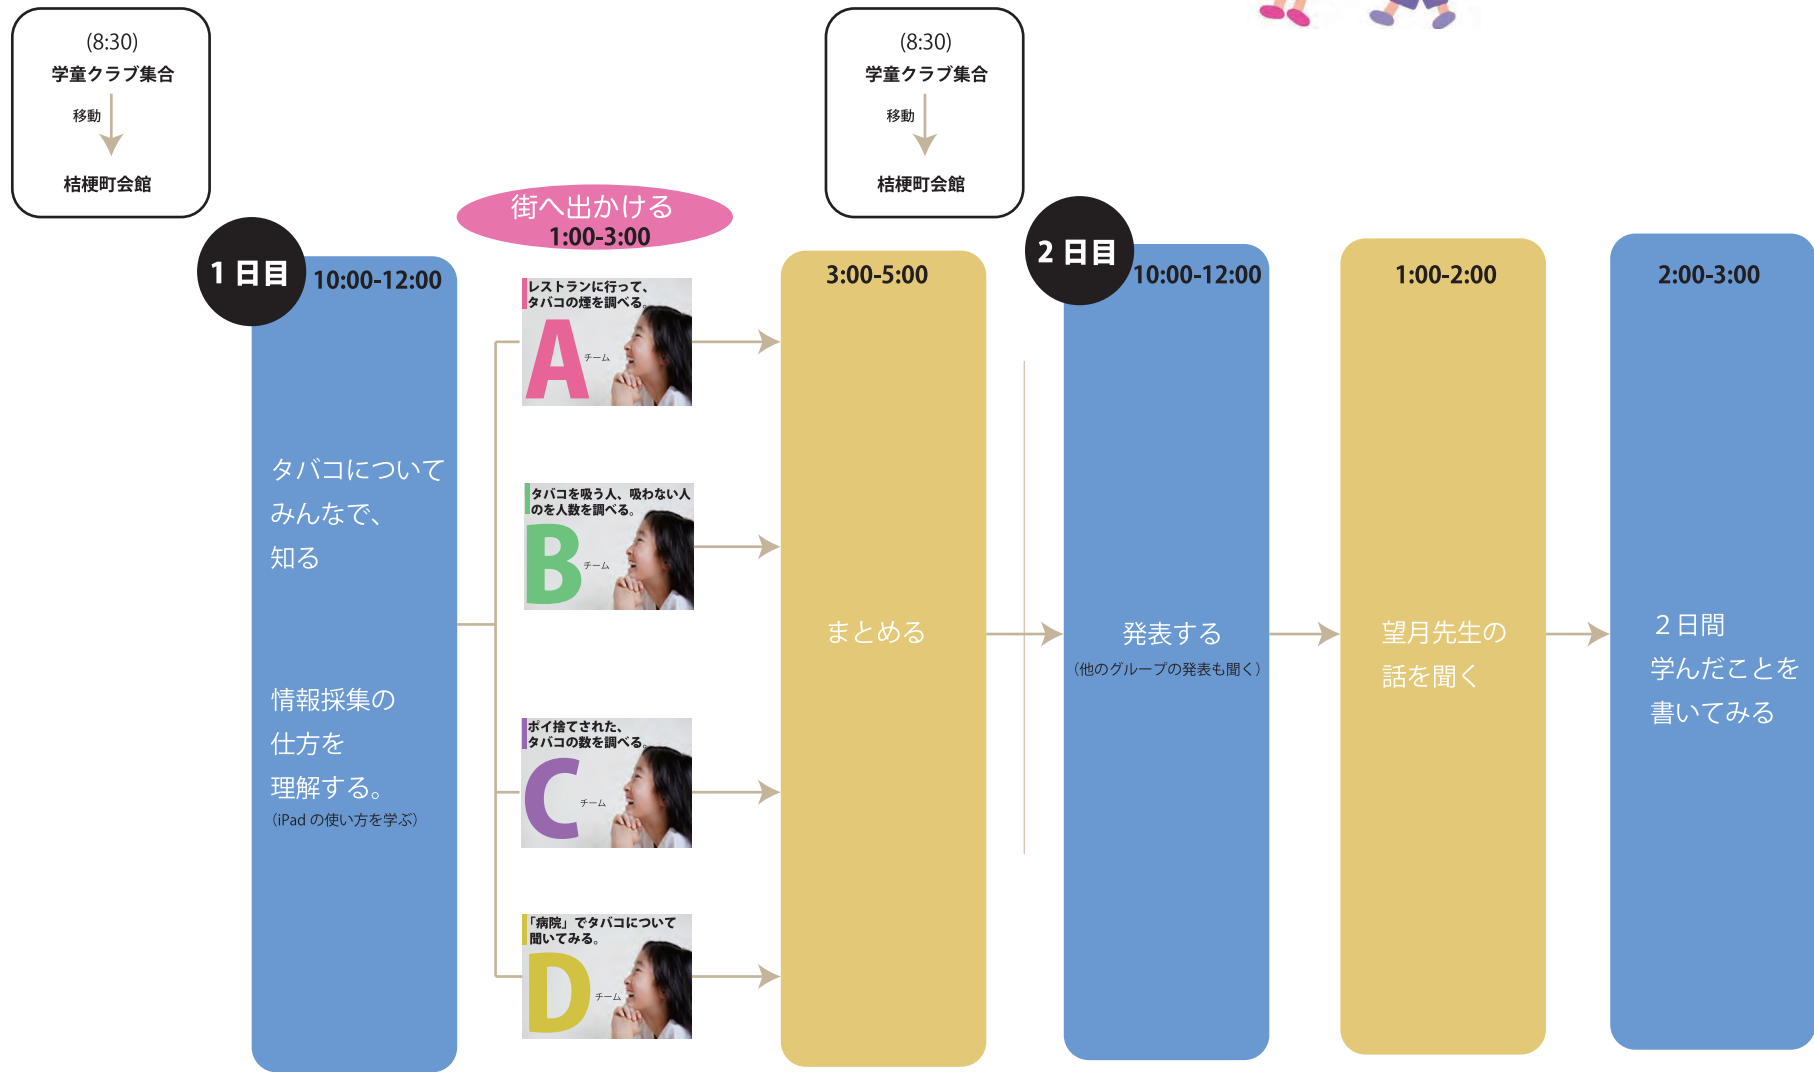 (8:30)
学童クラブ集合
移動
桔梗町会館
1 日目
10:00-12:00
タバコについて
みんなで、
知る
情報採集の
仕方を
理解する。
（iPad の使い方を学ぶ）
街へ出かける
1:00-3:00
レストランに行って、
タバコの煙を調べる。
A
チーム
タバコを吸う人、吸わない人
のを人数を調べる。
B
チーム
ポイ捨てされた、
タバコの数を調べる。
C
チーム
「病院」でタバコについて
聞いてみる。
D
チーム
3:00-5:00
まとめる
(8:30)
学童クラブ集合
移動
桔梗町会館
2 日目
10:00-12:00
発表する
（他のグループの発表も聞く）
1:00-2:00
望月先生の
話を聞く
2:00-3:00
２日間
学んだことを
書いてみる